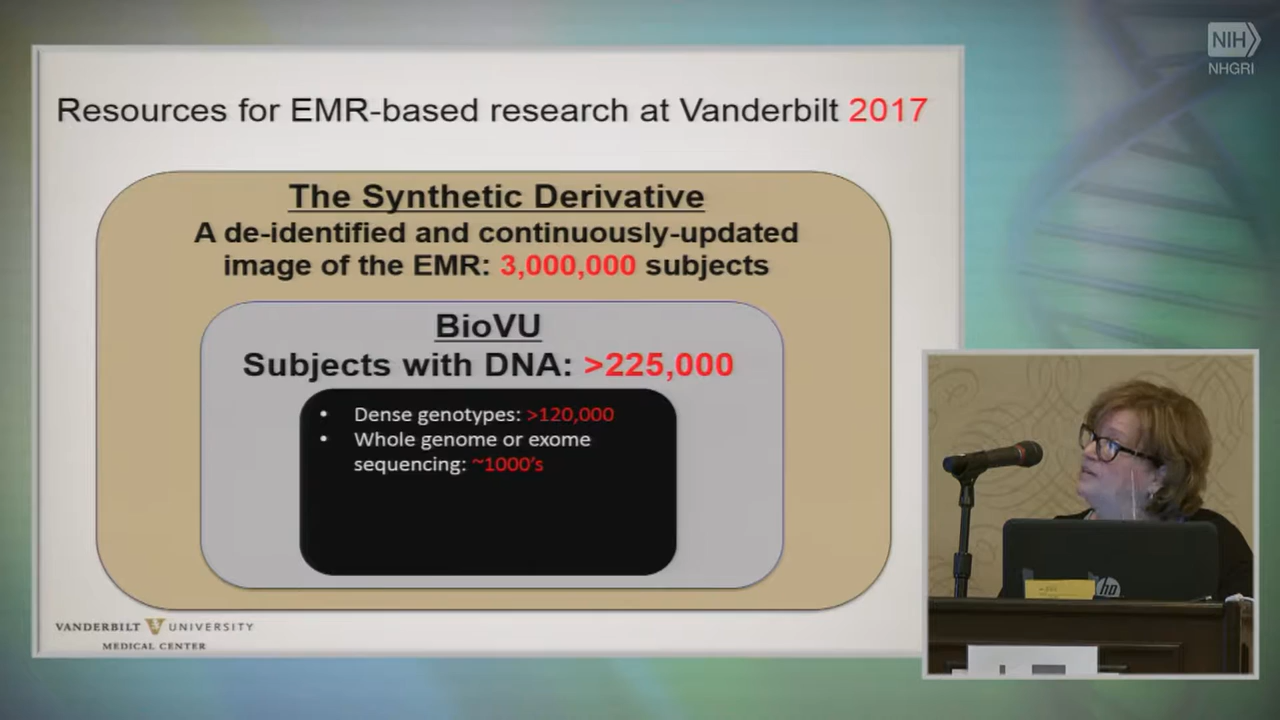 NIH
NHGRI
Resources for EMR-based research at Vanderbilt 2017
The Synthetic Derivative
A de-identified and continuously-updated
image of the EMR: 3,000,000 subjects
BioVU
Subjects with DNA: >225,000
• Dense genotypes: >120,000
• Whole genome or exome
sequencing: ~1000's
VANDERBILT V UNIVERSITY
MEDICAL CENTER
hp